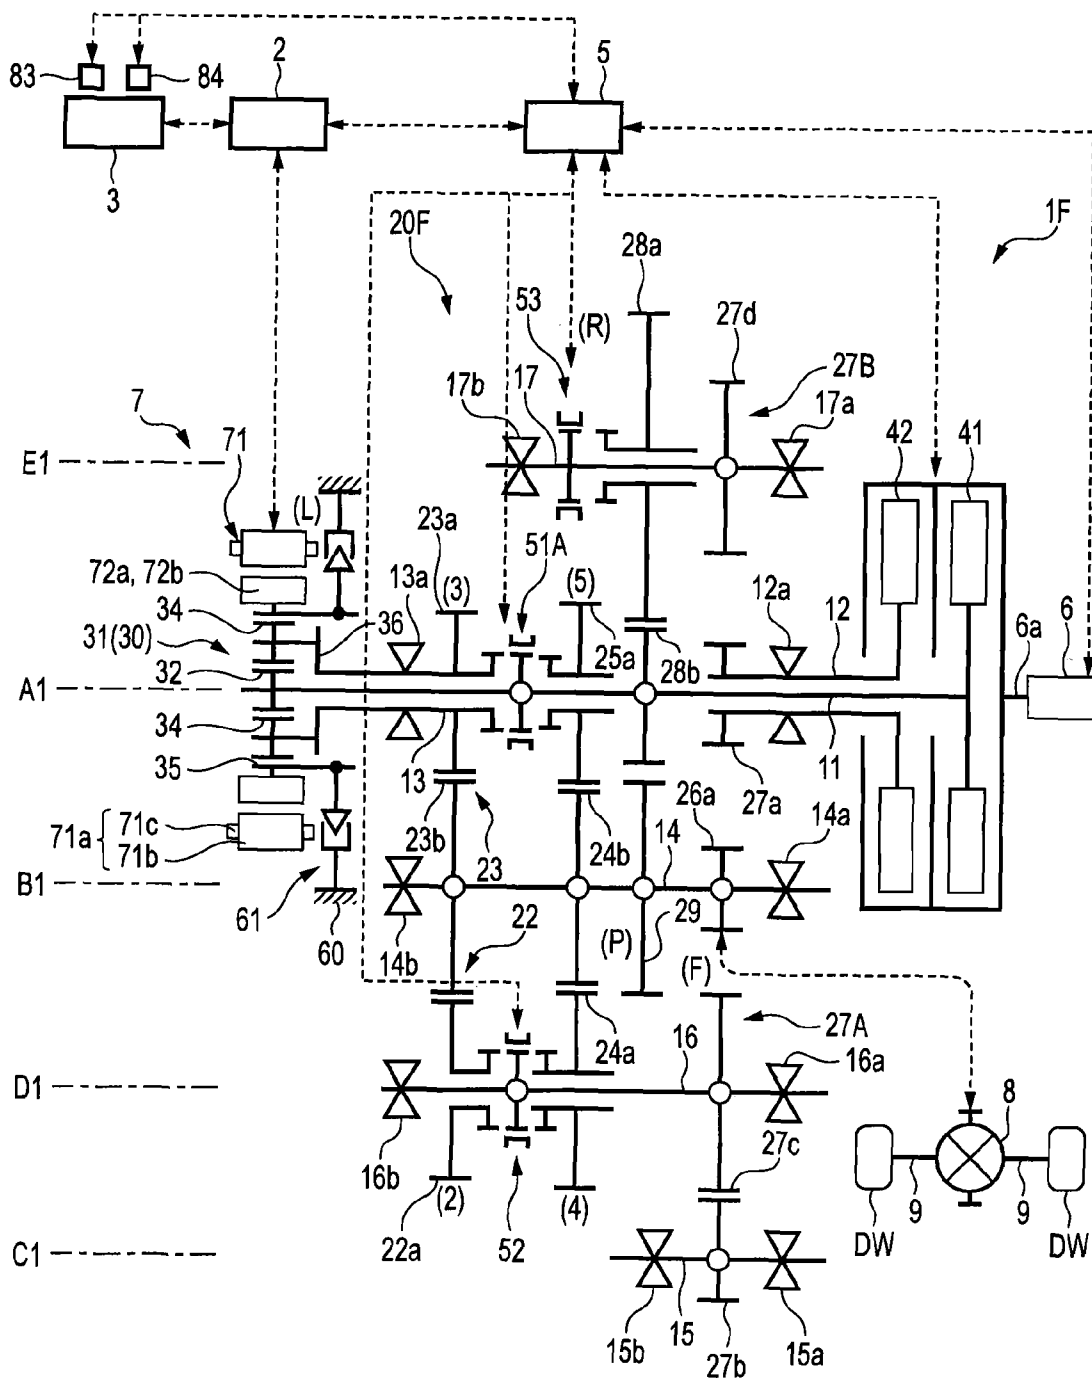 2
5
83
84
3
1F
20F
28a
53
(R)
27d
27B
17b
17
17a
7
71
42
41
E1
(L)
23a
51A
72a, 72b
13a
(3)
(5)
12a
34
36
12
6
31(30)
25a
6a
32
28b
A1
34
35
13
27a
11
26a
71a
71c
71b
23b
23
24b
14
14a
B1
61
60
14b
22
(P)
29
(F)
27A
24a
16
16a
D1
8
27c
16b
(2)
(4)
9
9
22a
52
DW
DW
C1
15b
15
27b
15a